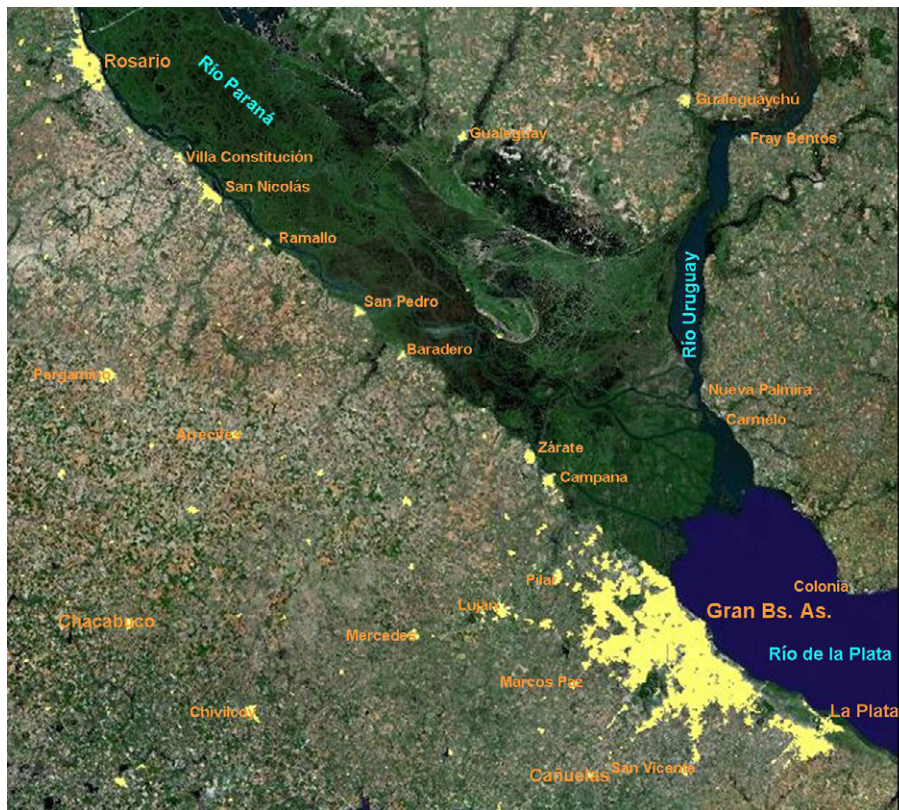 Rosario
Río Paraná
Gualeguaychú
Gualeguay
Fray Bentos
Villa Constitución
San Nicolás
Ramallo
Río Uruguay
San Pedro
Baradero
Pergamino
Nueva Palmira
Carmelo
Arrecifes
Zárate
Campana
Pilar
Colonia
Luján
Gran Bs. As.
Chacabuco
Mercedes
Río de la Plata
Marcos Paz
Chivilcoy
La Plata
Cañuelas
San Vicente